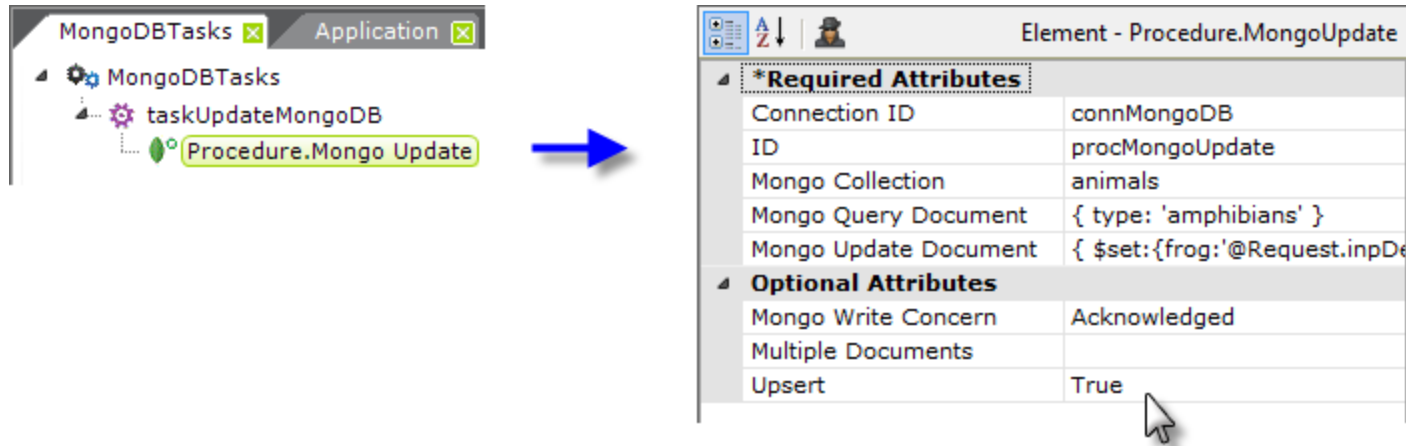 MongoDBTasks Application
MongoDBTasks
taskUpdateMongoDB
Procedure.Mongo Update
Element - Procedure.MongoUpdate
*Required Attributes
Connection ID connMongoDB
ID procMongoUpdate
Mongo Collection animals
Mongo Query Document { type: 'amphibians' }
Mongo Update Document { $set:{frog:'@Request.inpDe
Optional Attributes
Mongo Write Concern Acknowledged
Multiple Documents
Upsert True